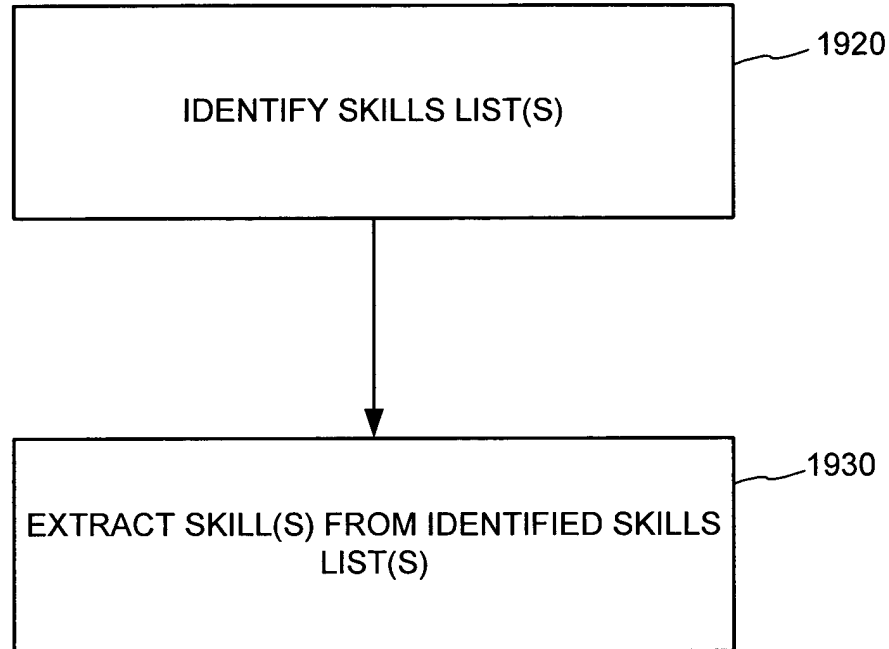 1920
IDENTIFY SKILLS LIST(S)
1930
EXTRACT SKILL(S) FROM IDENTIFIED SKILLS
LIST(S)